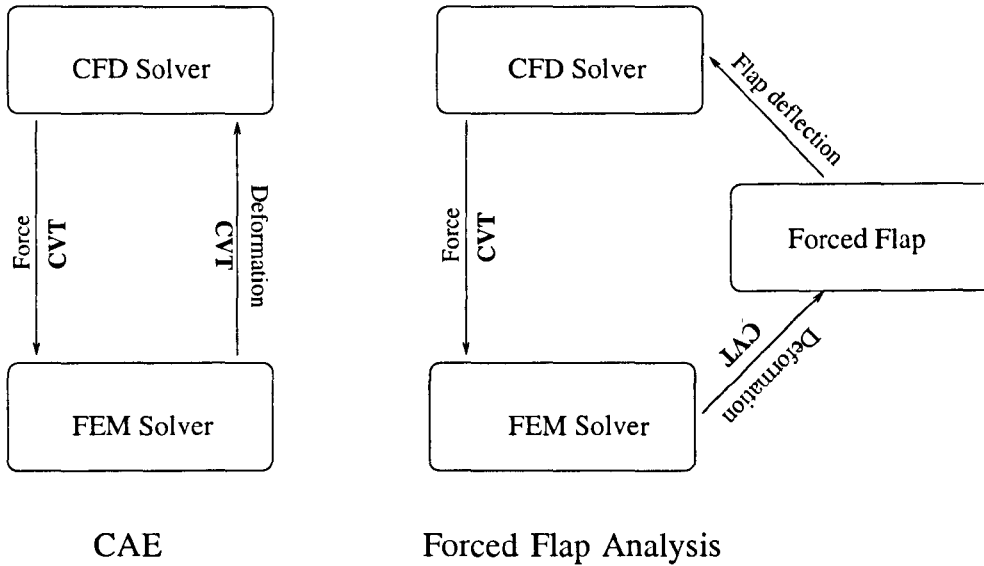 CFD Solver
Force
CVT
Deformation
CVT
FEM Solver
CAE
CFD Solver
Flap deflection
Force
CVT
Forced Flap
CVT
Deformation
FEM Solver
Forced Flap Analysis